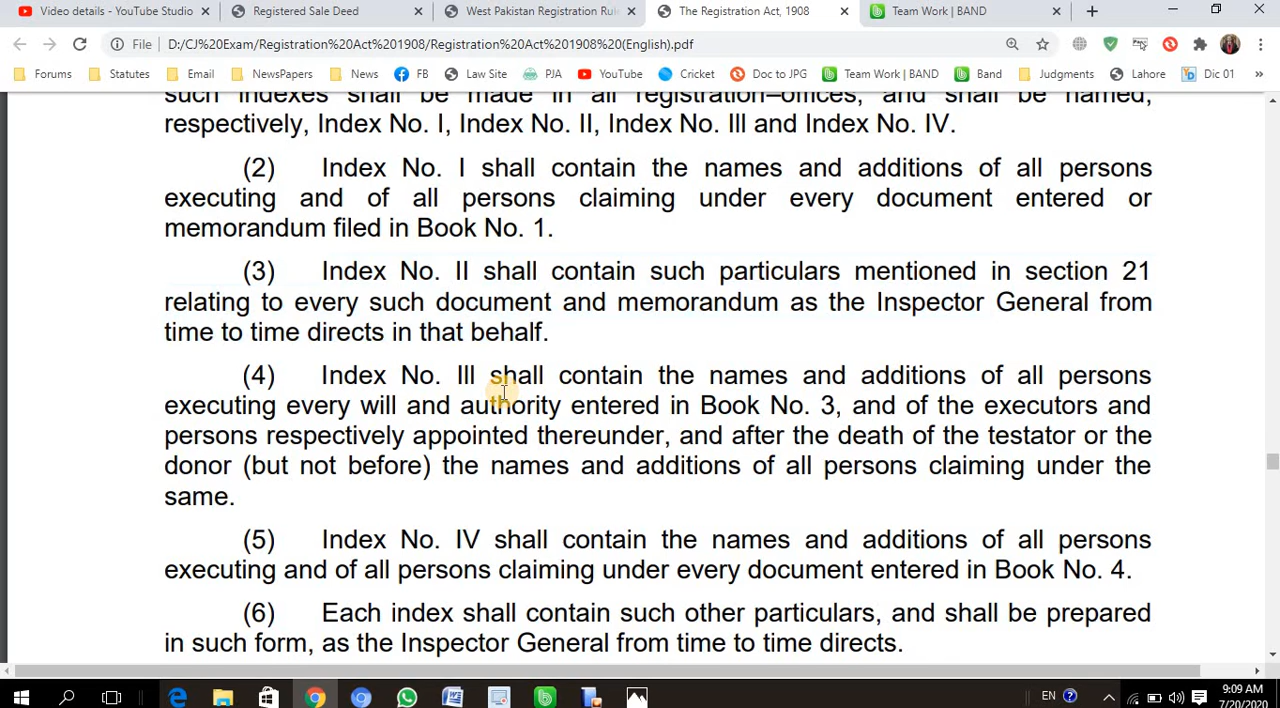 Video details - YouTube Studio
Registered Sale Deed
West Pakistan Registration Rul
The Registration Act, 1908
Team Work | BAND
File
D:/CJ%20Exam/Registration%20Act%201908/Registration%20Act%201908%20(English).pdf
Forums
Statutes
Email
NewsPapers
News
FB
Law Site
PJA
YouTube
Cricket
Doc to JPG
Team Work | BAND
Band
Judgments
Lahore
Dic 01
such indexes shall be made in all registration–offices, and shall be named,
respectively, Index No. I, Index No. II, Index No. III and Index No. IV.
(2) Index No. I shall contain the names and additions of all persons
executing and of all persons claiming under every document entered or
memorandum filed in Book No. 1.
(3) Index No. II shall contain such particulars mentioned in section 21
relating to every such document and memorandum as the Inspector General from
time to time directs in that behalf.
(4) Index No. III shall contain the names and additions of all persons
executing every will and authority entered in Book No. 3, and of the executors and
persons respectively appointed thereunder, and after the death of the testator or the
donor (but not before) the names and additions of all persons claiming under the
same.
(5) Index No. IV shall contain the names and additions of all persons
executing and of all persons claiming under every document entered in Book No. 4.
(6) Each index shall contain such other particulars, and shall be prepared
in such form, as the Inspector General from time to time directs.
EN
9:09 AM
7/20/2020